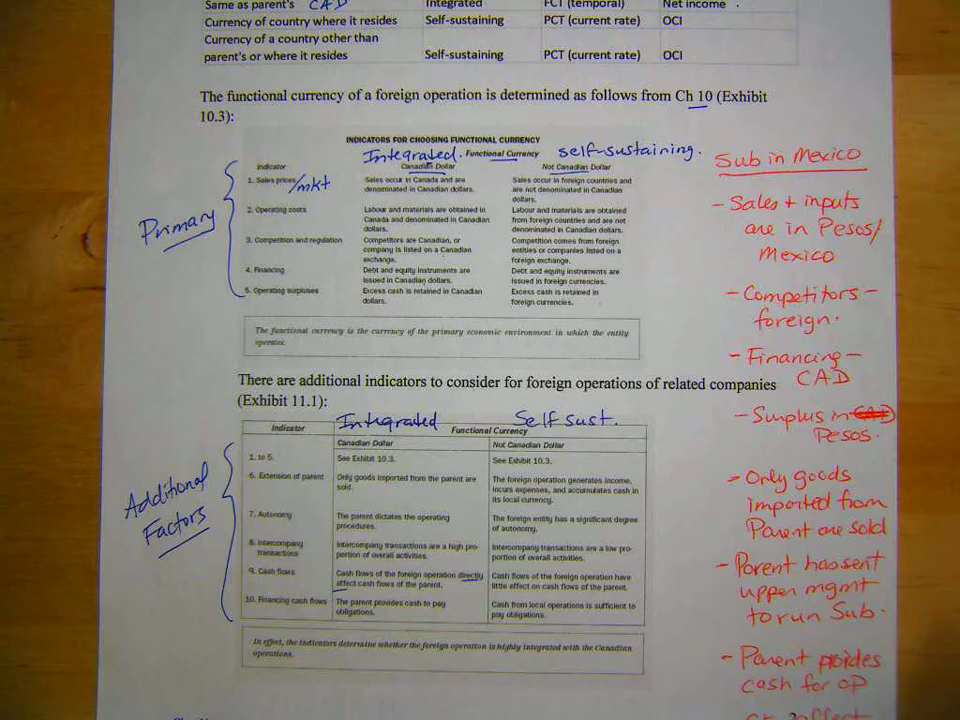 Same as parent's CAD Integrated FCT (temporal) Net income
Currency of country where it resides Self-sustaining PCT (current rate) OCI
Currency of a country other than
parent's or where it resides Self-sustaining PCT (current rate) OCI
The functional currency of a foreign operation is determined as follows from Ch 10 (Exhibit
10.3):
INDICATORS FOR CHOOSING FUNCTIONAL CURRENCY
Integrated. Functional Currency self-sustaining.
Indicator Canadian Dollar Not Canadian Dollar
1. Sales prices /mkt
Sales occur in Canada and are
denominated in Canadian dollars.
Sales occur in foreign countries and
are not denominated in Canadian
dollars.
2. Operating costs
Labour and materials are obtained in
Canada and denominated in Canadian
dollars.
Labour and materials are obtained
from foreign countries and are not
denominated in Canadian dollars.
3. Competition and regulation
Competitors are Canadian, or
company is listed on a Canadian
exchange.
Competition comes from foreign
entities or companies listed on a
foreign exchange.
4. Financing
Debt and equity instruments are
issued in Canadian dollars.
Debt and equity instruments are
issued in foreign currencies.
5. Operating surpluses
Excess cash is retained in Canadian
dollars.
Excess cash is retained in
foreign currencies.
Primary
The functional currency is the currency of the primary economic environment in which the entity
operates.
There are additional indicators to consider for foreign operations of related companies
(Exhibit 11.1):
Integrated Self sust.
Indicator Functional Currency
Canadian Dollar Not Canadian Dollar
1. to 5. See Exhibit 10.3. See Exhibit 10.3.
6. Extension of parent
Only goods imported from the parent are
sold.
The foreign operation generates income,
incurs expenses, and accumulates cash in
its local currency.
7. Autonomy
The parent dictates the operating
procedures.
The foreign entity has a significant degree
of autonomy.
8. Intercompany
transactions
Intercompany transactions are a high pro-
portion of overall activities.
Intercompany transactions are a low pro-
portion of overall activities.
9. Cash flows
Cash flows of the foreign operation directly
affect cash flows of the parent.
Cash flows of the foreign operation have
little effect on cash flows of the parent.
10. Financing cash flows
The parent provides cash to pay
obligations.
Cash from local operations is sufficient to
pay obligations.
Additional
Factors
In effect, the indicators determine whether the foreign operation is highly integrated with the Canadian
operations.
Sub in Mexico
- Sales + inputs
are in Pesos/
Mexico
- Competitors -
foreign.
- Financing -
CAD
- Surplus in CAD
Pesos.
- Only goods
imported from
Parent are sold
- Parent has sent
upper mgmt
to run Sub.
- Parent provides
cash for op